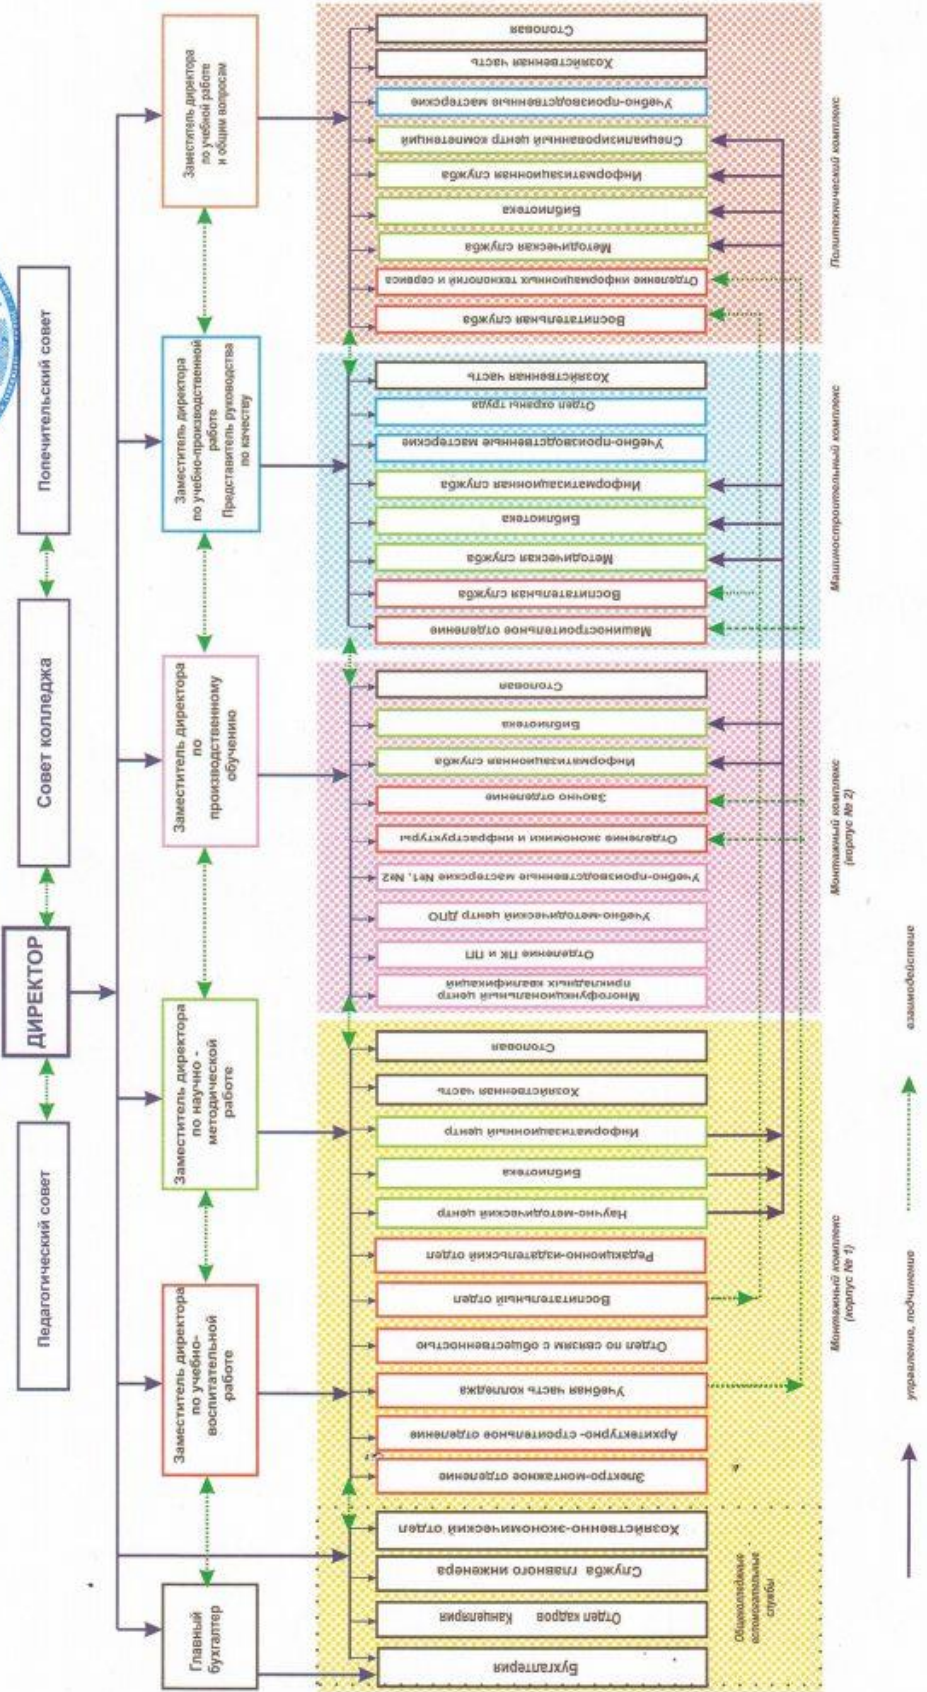 Педагогический совет
ДИРЕКТОР
Совет колледжа
Попечительский совет
Главный
бухгалтер
Заместитель директора
по учебно-
воспитательной
работе
Заместитель директора
по научно -
методической
работе
Заместитель директора
по
производственному
обучению
Заместитель директора
по учебно-производственной
работе
Представитель руководства
по качеству
Заместитель директора
по учебной работе
и общим вопросам
Бухгалтерия
Отдел кадров Канцелярия
Служба главного инженера
Хозяйственно-экономический отдел
Электро-монтажное отделение
Архитектурно- строительное отделение
Учебная часть колледжа
Отдел по связям с общественностью
Воспитательный отдел
Редакционно-издательский отдел
Научно-методический центр
Библиотека
Информатизационный центр
Хозяйственная часть
Столовая
Многофункциональный центр
прикладных квалификаций
Отделение ПК и ПП
Учебно-методический центр ДПО
Учебно-производственные мастерские №1, №2
Отделение экономики и инфраструктуры
Заочно отделение
Информатизационная служба
Библиотека
Столовая
Машиностроительное отделение
Воспитательная служба
Методическая служба
Библиотека
Информатизационная служба
Учебно-производственные мастерские
Отдел охраны труда
Хозяйственная часть
Воспитательная служба
Отделение информационных технологий и сервиса
Методическая служба
Библиотека
Информатизационная служба
Специализированный центр компетенций
Учебно-производственные мастерские
Хозяйственная часть
Столовая
Общеколледжные
вспомогательные
службы
Монтажный комплекс
(корпус № 1)
Монтажный комплекс
(корпус № 2)
Машиностроительный комплекс
Политехнический комплекс
управление, подчинение
взаимодействие